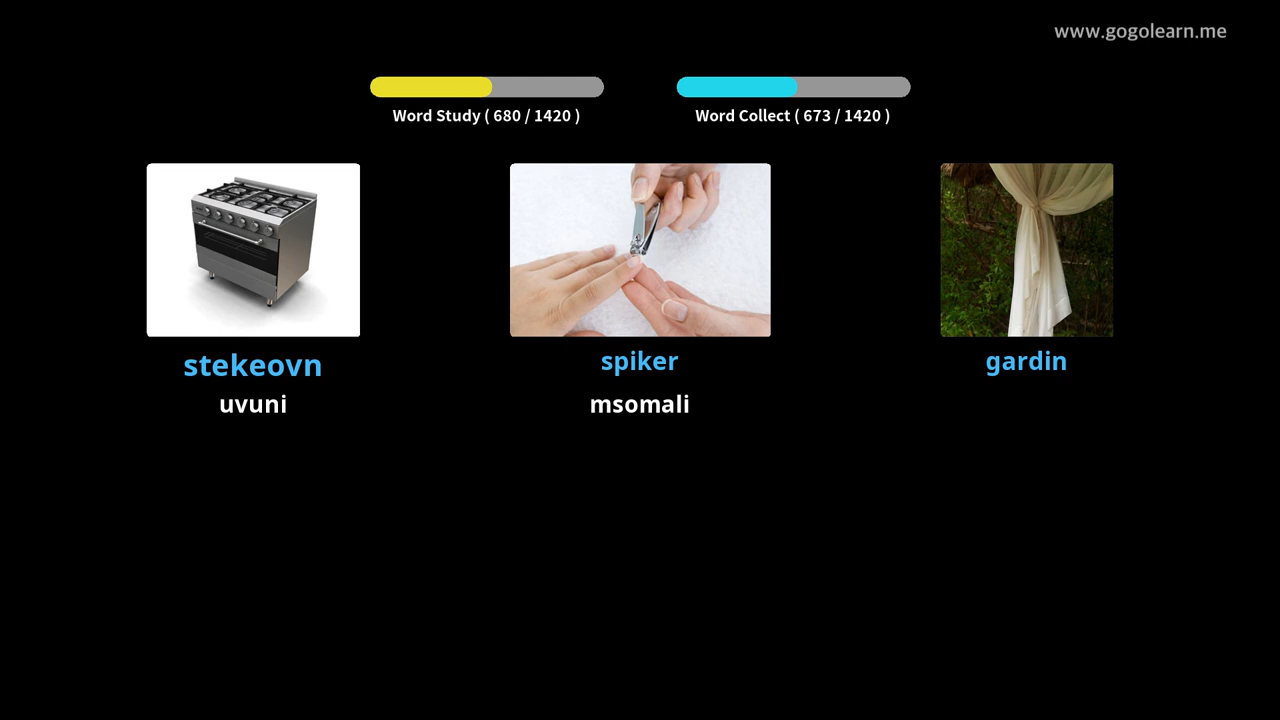 www.gogolearn.me
Word Study ( 680 / 1420 )
Word Collect ( 673 / 1420 )
stekeovn
uvuni
spiker
msomali
gardin